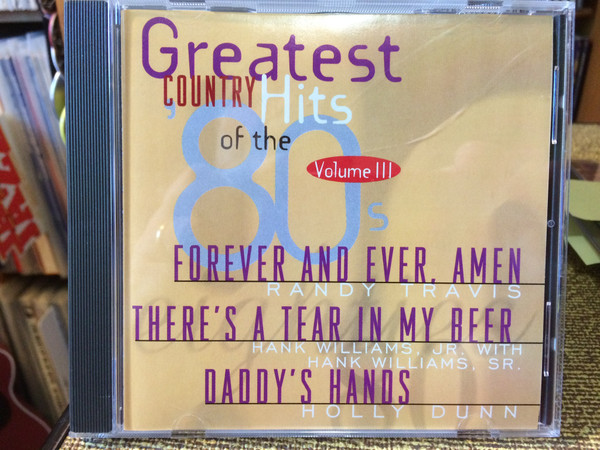 Greatest
COUNTRY Hits
of the
'80s
Volume III
FOREVER AND EVER, AMEN
RANDY TRAVIS
THERE'S A TEAR IN MY BEER
HANK WILLIAMS, JR. WITH
HANK WILLIAMS, SR.
DADDY'S HANDS
HOLLY DUNN